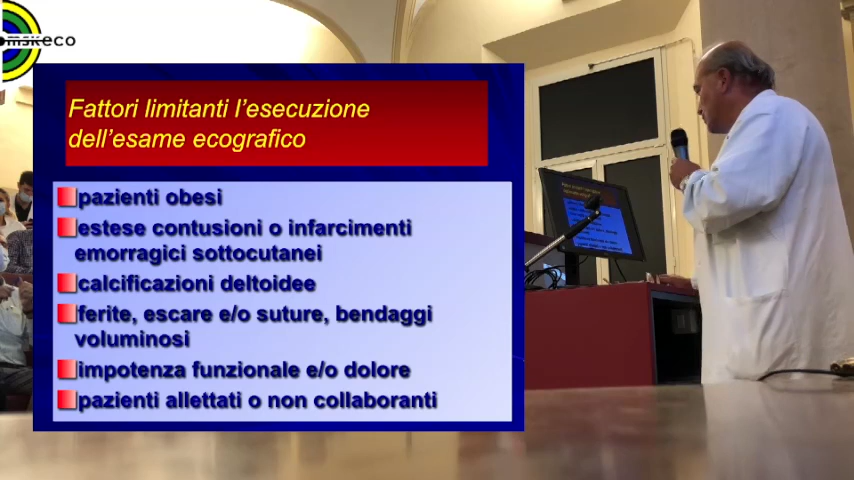 mskeco
Fattori limitanti l'esecuzione
dell'esame ecografico
pazienti obesi
estese contusioni o infarcimenti
emorragici sottocutanei
calcificazioni deltoidee
ferite, escare e/o suture, bendaggi
voluminosi
impotenza funzionale e/o dolore
pazienti allettati o non collaboranti